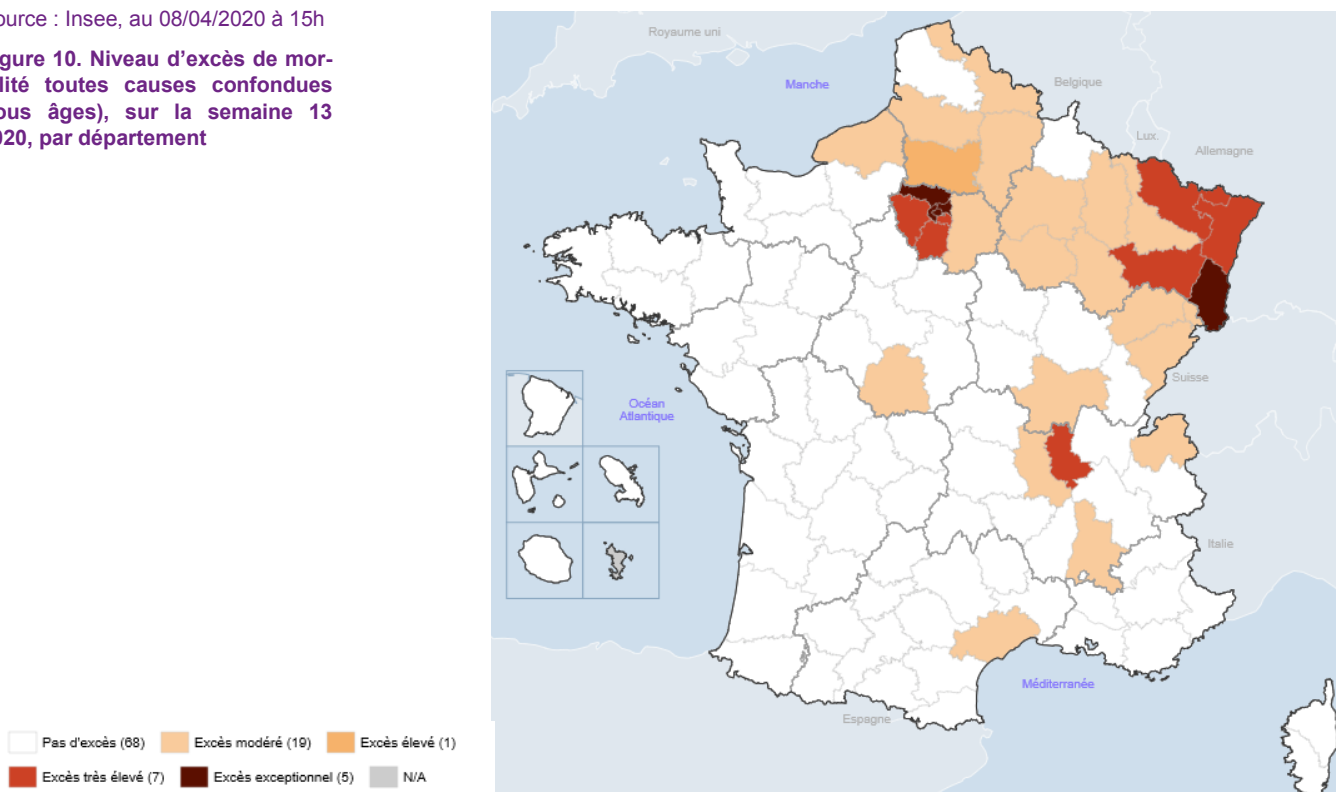 ource : Insee, au 08/04/2020 à 15h
gure 10. Niveau d'excès de mor-
lité toutes causes confondues
ous âges), sur la semaine 13
020, par département
Royaume uni
Manche
Belgique
Lux.
Allemagne
Suisse
Océan
Atlantique
Italie
Méditerranée
Espagne
Pas d'excès (68) Excès modéré (19) Excès élevé (1)
Excès très élevé (7) Excès exceptionnel (5) N/A